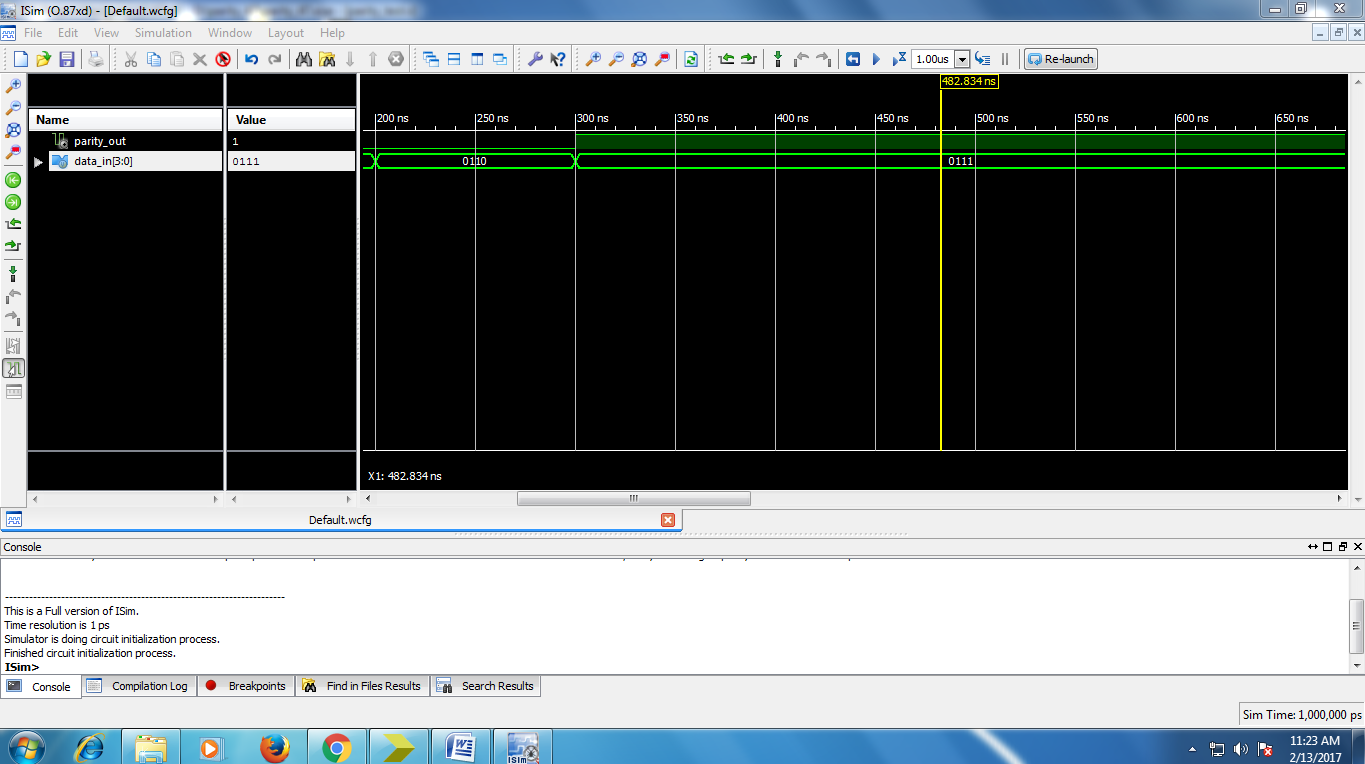 ISim (O.87xd) - [Default.wcfg]
File Edit View Simulation Window Layout Help
1.00us Re-launch
482.834 ns
Name Value
200 ns 250 ns 300 ns 350 ns 400 ns 450 ns 500 ns 550 ns 600 ns 650 ns
parity_out 1
data_in[3:0] 0111 0110 0111
X1: 482.834 ns
Default.wcfg
Console
This is a Full version of ISim.
Time resolution is 1 ps
Simulator is doing circuit initialization process.
Finished circuit initialization process.
ISim>
Console Compilation Log Breakpoints Find in Files Results Search Results
Sim Time: 1,000,000 ps
ISim
11:23 AM
2/13/2017